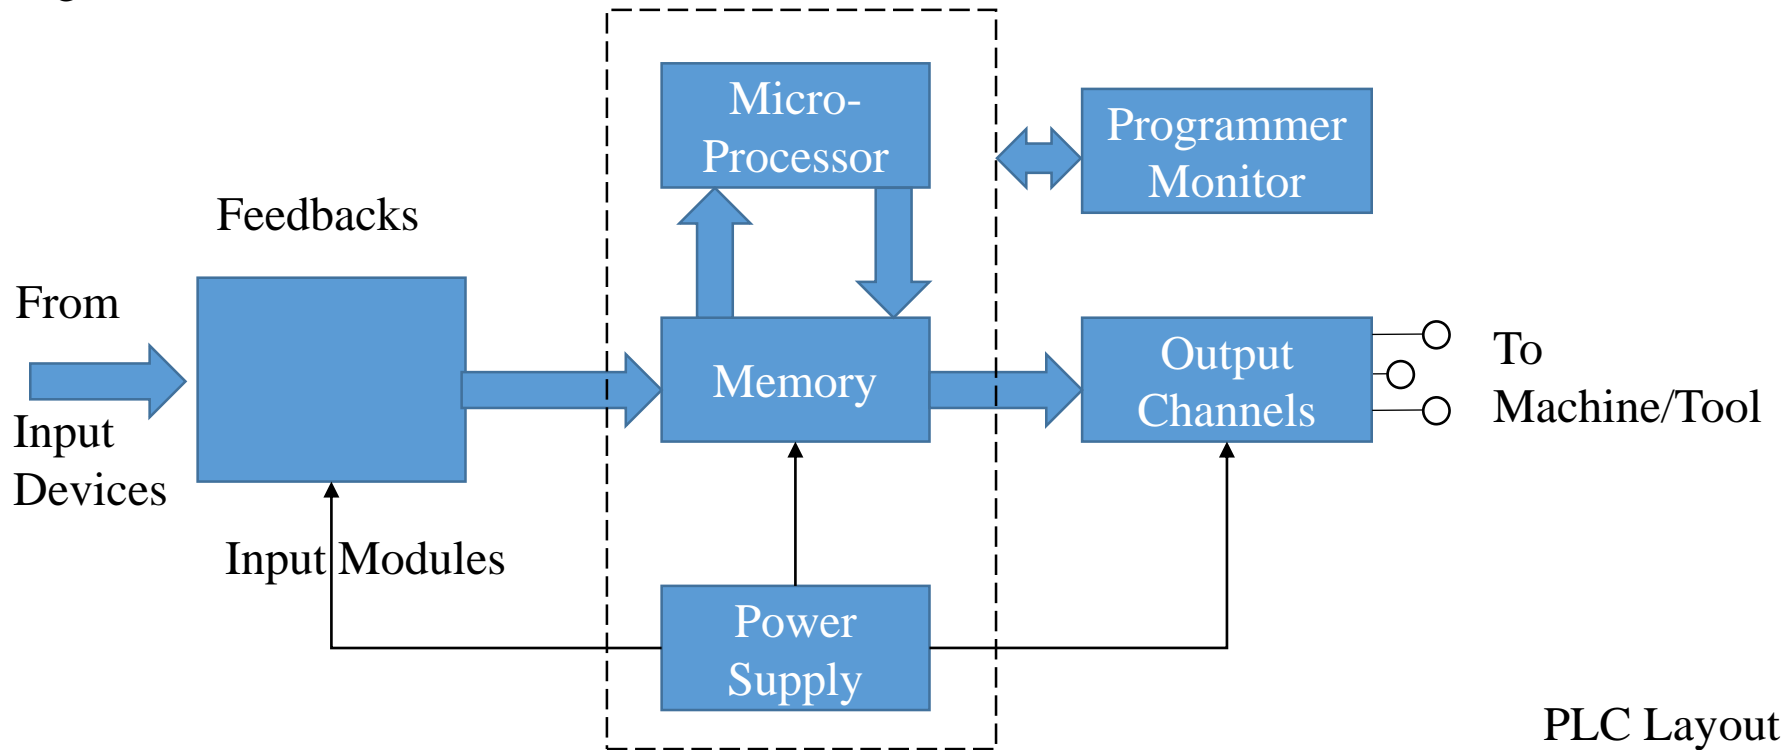 Micro-
Processor
Programmer
Monitor
Feedbacks
From
Input
Devices
Memory
Output
Channels
To
Machine/Tool
Input Modules
Power
Supply
PLC Layout